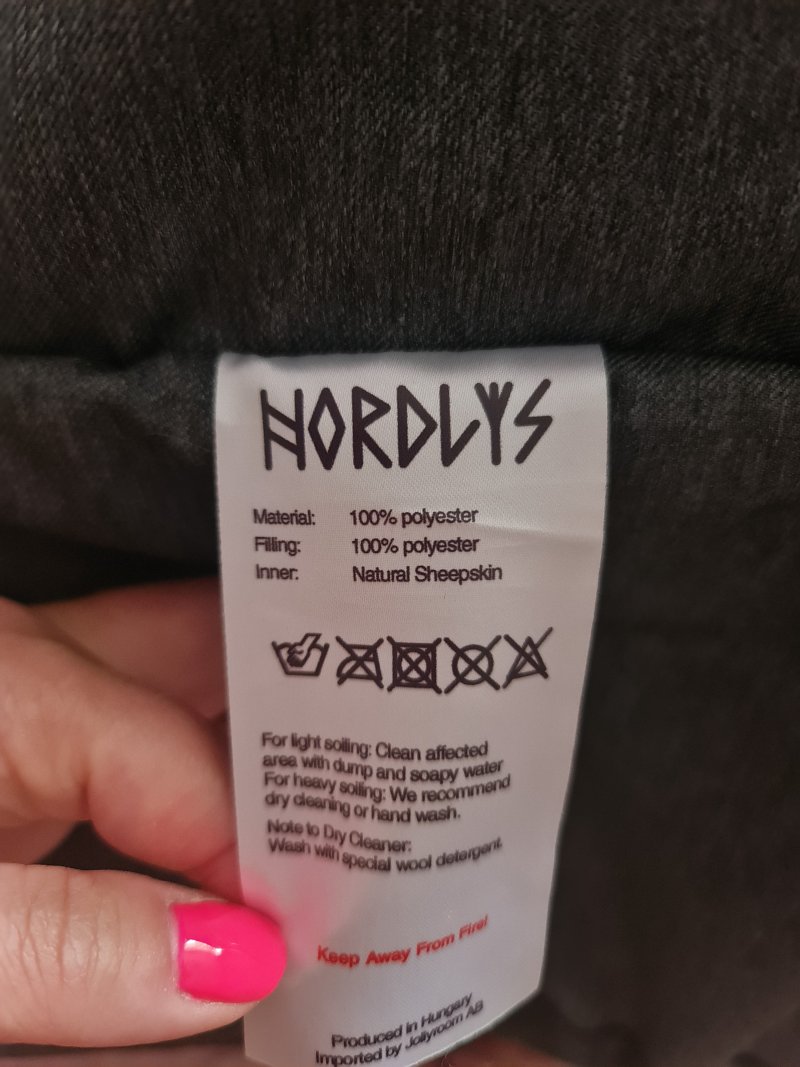 NORDLYS
Material: 100% polyester
Filling: 100% polyester
Inner: Natural Sheepskin
For light soiling: Clean affected
area with dump and soapy water
For heavy soiling: We recommend
dry cleaning or hand wash.
Note to Dry Cleaner:
Wash with special wool detergent.
Keep Away From Fire!
Produced in Hungary
Imported by Jollyroom AB